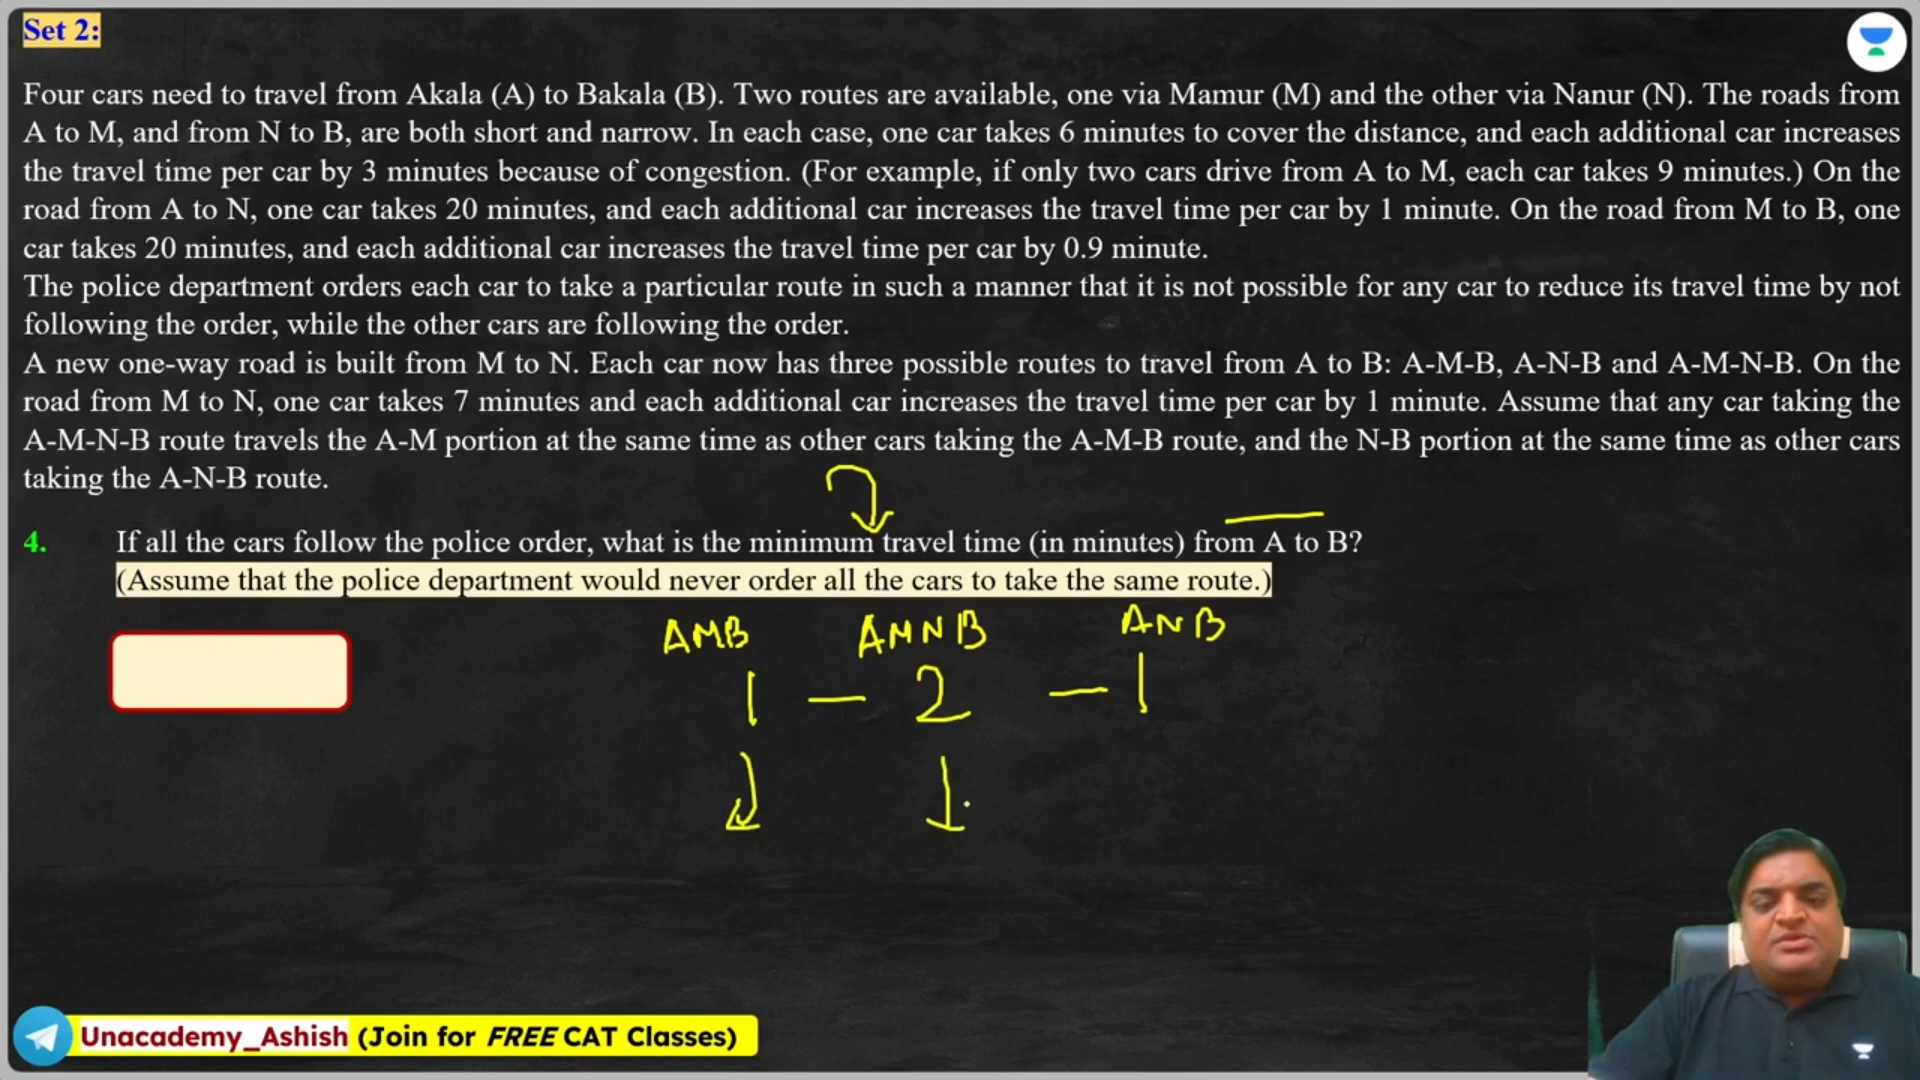 Set 2:
Four cars need to travel from Akala (A) to Bakala (B). Two routes are available, one via Mamur (M) and the other via Nanur (N). The roads from
A to M, and from N to B, are both short and narrow. In each case, one car takes 6 minutes to cover the distance, and each additional car increases
the travel time per car by 3 minutes because of congestion. (For example, if only two cars drive from A to M, each car takes 9 minutes.) On the
road from A to N, one car takes 20 minutes, and each additional car increases the travel time per car by 1 minute. On the road from M to B, one
car takes 20 minutes, and each additional car increases the travel time per car by 0.9 minute.
The police department orders each car to take a particular route in such a manner that it is not possible for any car to reduce its travel time by not
following the order, while the other cars are following the order.
A new one-way road is built from M to N. Each car now has three possible routes to travel from A to B: A-M-B, A-N-B and A-M-N-B. On the
road from M to N, one car takes 7 minutes and each additional car increases the travel time per car by 1 minute. Assume that any car taking the
A-M-N-B route travels the A-M portion at the same time as other cars taking the A-M-B route, and the N-B portion at the same time as other cars
taking the A-N-B route.
4. If all the cars follow the police order, what is the minimum travel time (in minutes) from A to B?
(Assume that the police department would never order all the cars to take the same route.)
AMB AMNB ANB
1 — 2 — 1
Unacademy_Ashish (Join for FREE CAT Classes)